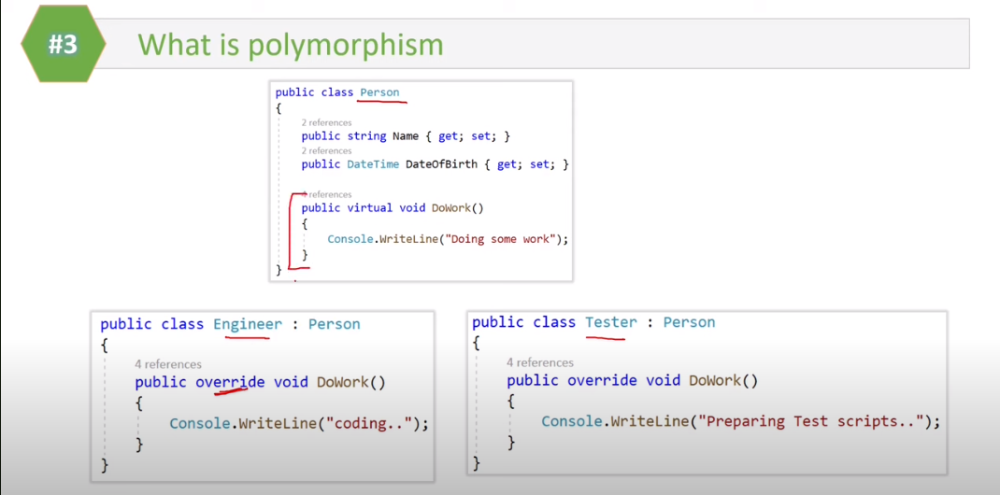 #3
What is polymorphism
public class Person
{
2 references
public string Name { get; set; }
2 references
public DateTime DateOfBirth { get; set; }
4 references
public virtual void DoWork()
{
Console.WriteLine("Doing some work");
}
}
public class Engineer : Person
{
4 references
public override void DoWork()
{
Console.WriteLine("coding..");
}
}
public class Tester : Person
{
4 references
public override void DoWork()
{
Console.WriteLine("Preparing Test scripts..");
}
}